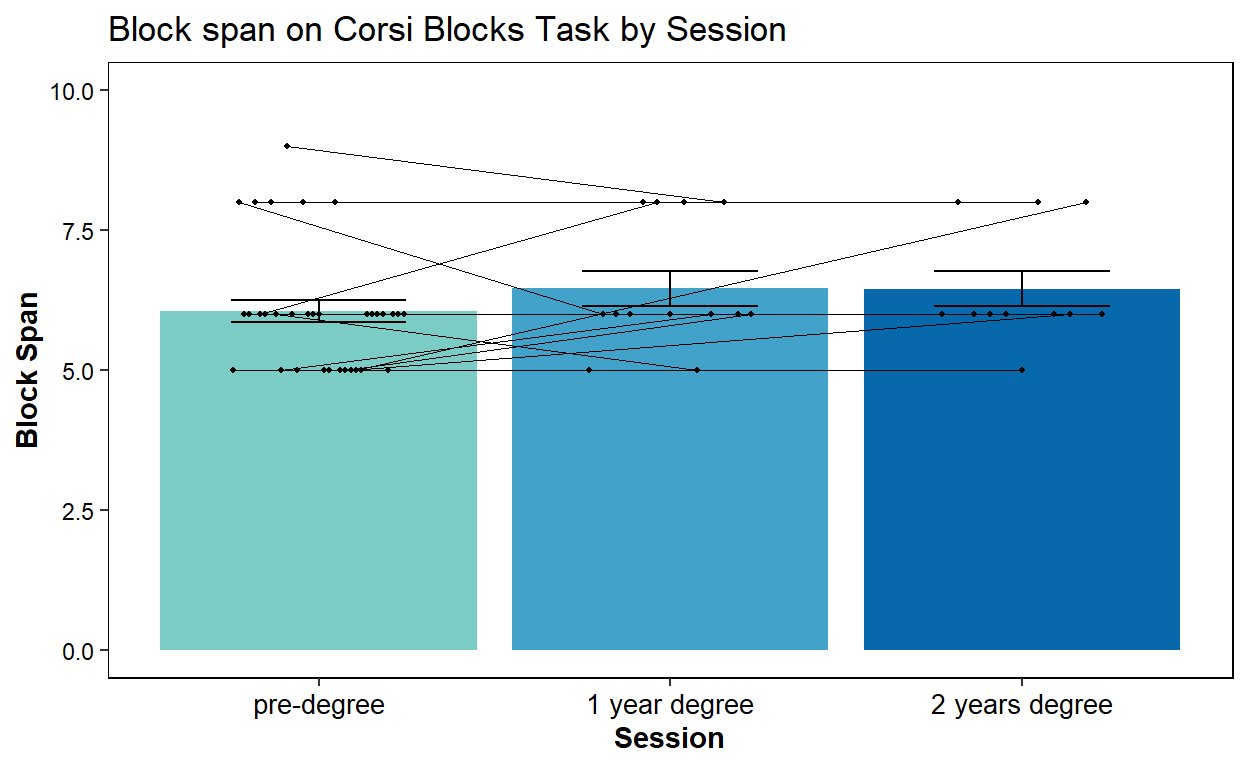 Block span on Corsi Blocks Task by Session
10.0
7.5
5.0
2.5
0.0
Block Span
pre-degree
1 year degree
2 years degree
Session